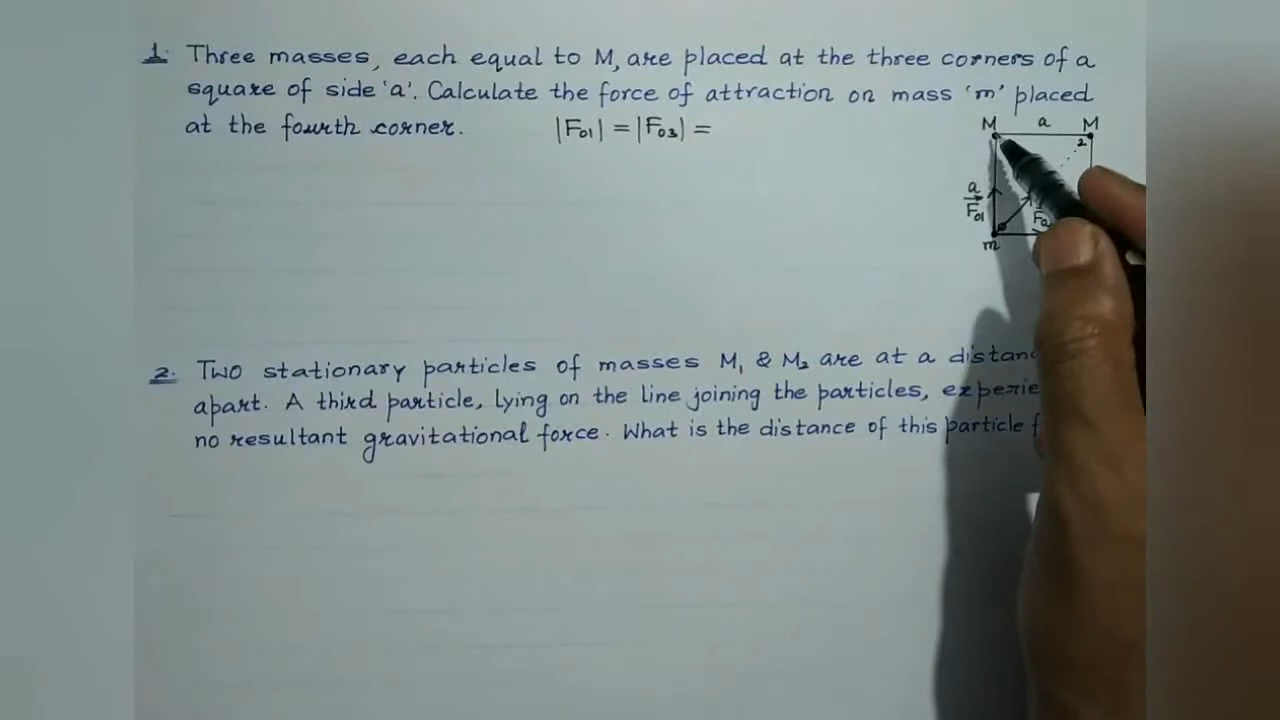 1. Three masses, each equal to M, are placed at the three corners of a
square of side 'a'. Calculate the force of attraction on mass 'm' placed
at the fourth corner. |F01| = |F03| =
M a M
2
a
F01
m
2. Two stationary particles of masses M1 & M2 are at a
apart. A third particle, lying on the line joining the particles,
no resultant gravitational force. What is the distance of this particle